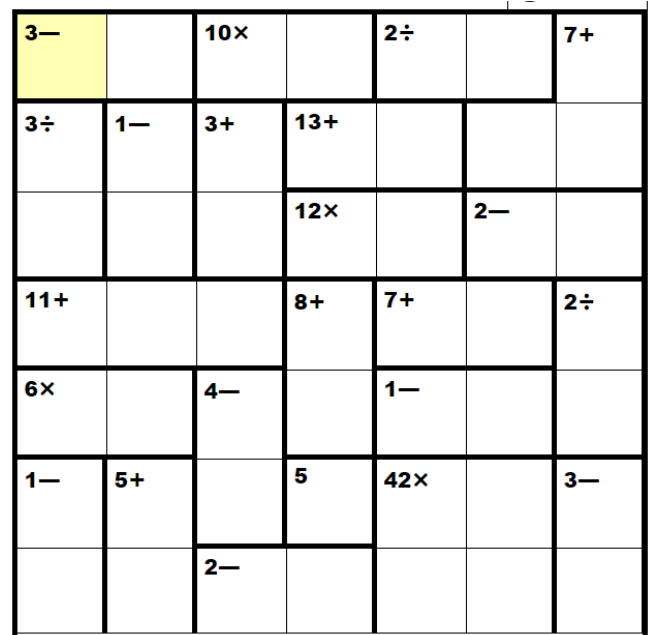 3— 10× 2÷ 7+
3÷ 1— 3+ 13+
12× 2—
11+ 8+ 7+ 2÷
6× 4— 1—
1— 5+ 5 42× 3—
2—